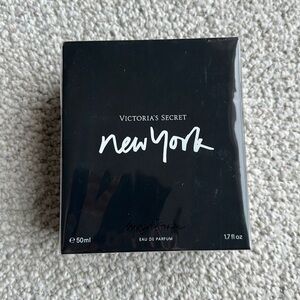 VICTORIA'S SECRET
new york
EAU DE PARFUM
℮ 50ml 1.7 fl oz